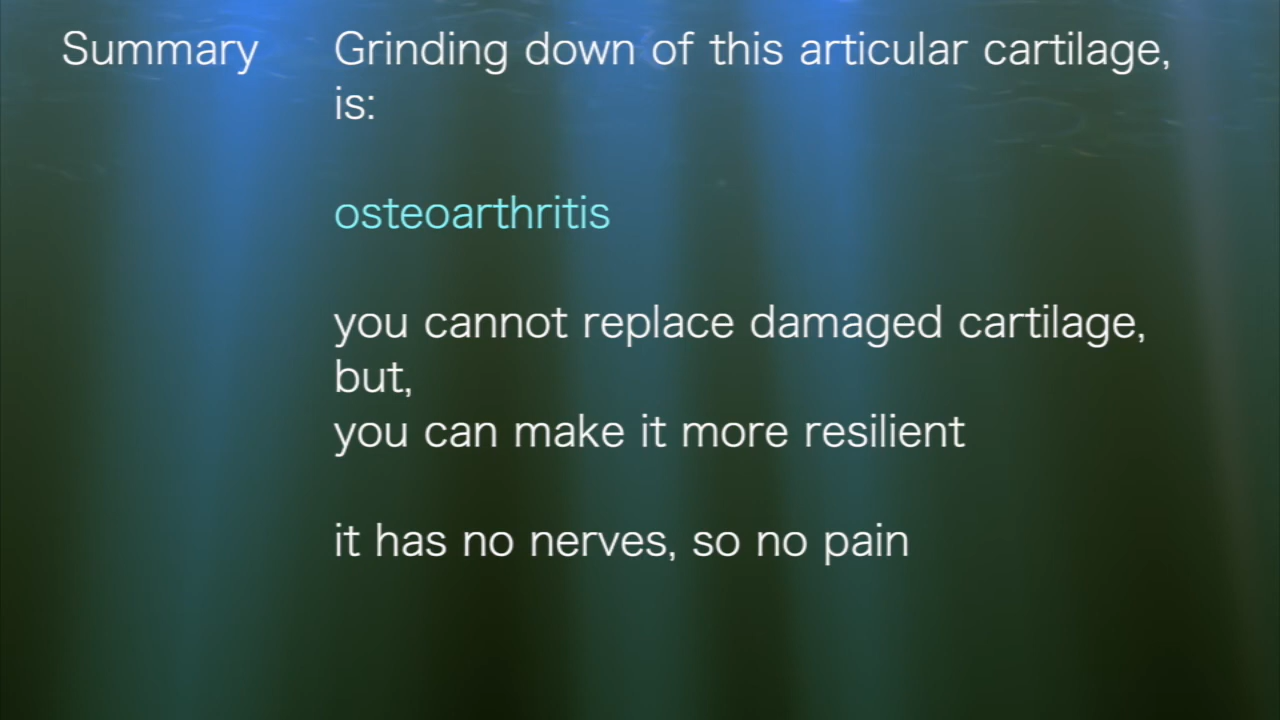 Summary
Grinding down of this articular cartilage,
is:
osteoarthritis
you cannot replace damaged cartilage,
but,
you can make it more resilient
it has no nerves, so no pain